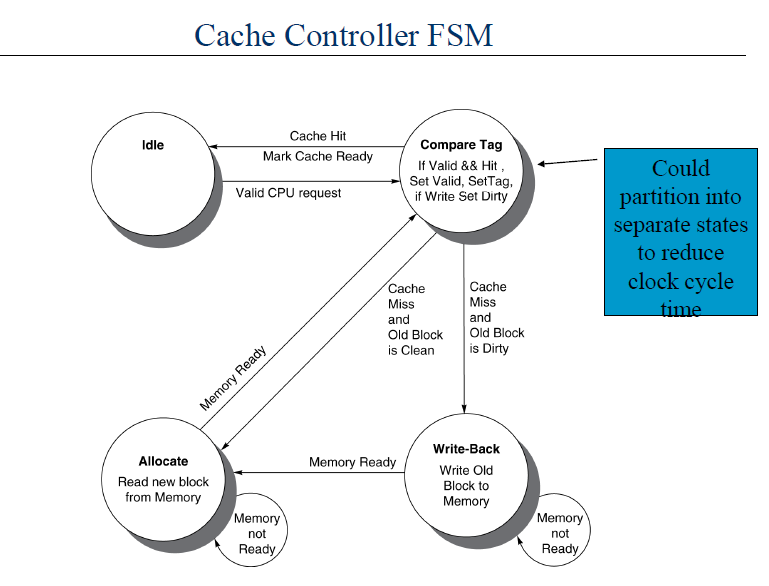 Cache Controller FSM
Idle
Cache Hit
Mark Cache Ready
Valid CPU request
Compare Tag
If Valid && Hit ,
Set Valid, SetTag,
if Write Set Dirty
Could
partition into
separate states
to reduce
clock cycle
time
Cache
Miss
and
Old Block
is Clean
Cache
Miss
and
Old Block
is Dirty
Memory Ready
Allocate
Read new block
from Memory
Memory Ready
Write-Back
Write Old
Block to
Memory
Memory
not
Ready
Memory
not
Ready